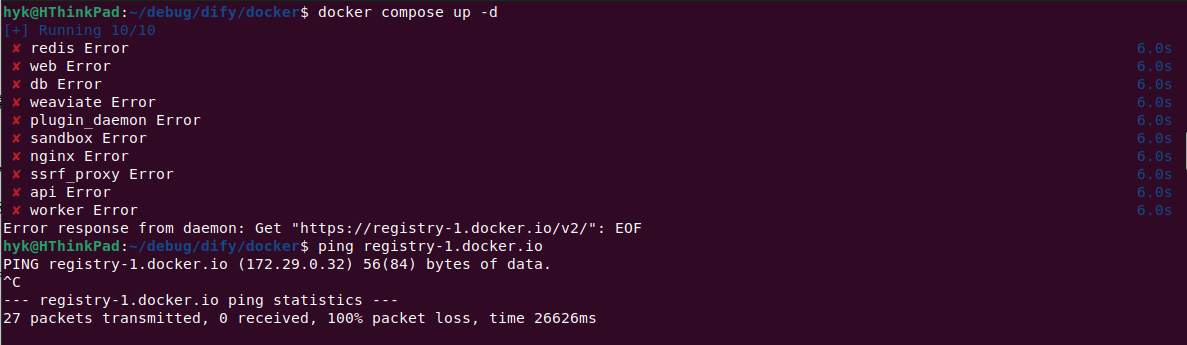 hyk@HThinkPad:~/debug/dify/docker$ docker compose up -d
[+] Running 10/10
✘ redis Error 6.0s
✘ web Error 6.0s
✘ db Error 6.0s
✘ weaviate Error 6.0s
✘ plugin_daemon Error 6.0s
✘ sandbox Error 6.0s
✘ nginx Error 6.0s
✘ ssrf_proxy Error 6.0s
✘ api Error 6.0s
✘ worker Error 6.0s
Error response from daemon: Get "https://registry-1.docker.io/v2/": EOF
hyk@HThinkPad:~/debug/dify/docker$ ping registry-1.docker.io
PING registry-1.docker.io (172.29.0.32) 56(84) bytes of data.
^C
--- registry-1.docker.io ping statistics ---
27 packets transmitted, 0 received, 100% packet loss, time 26626ms